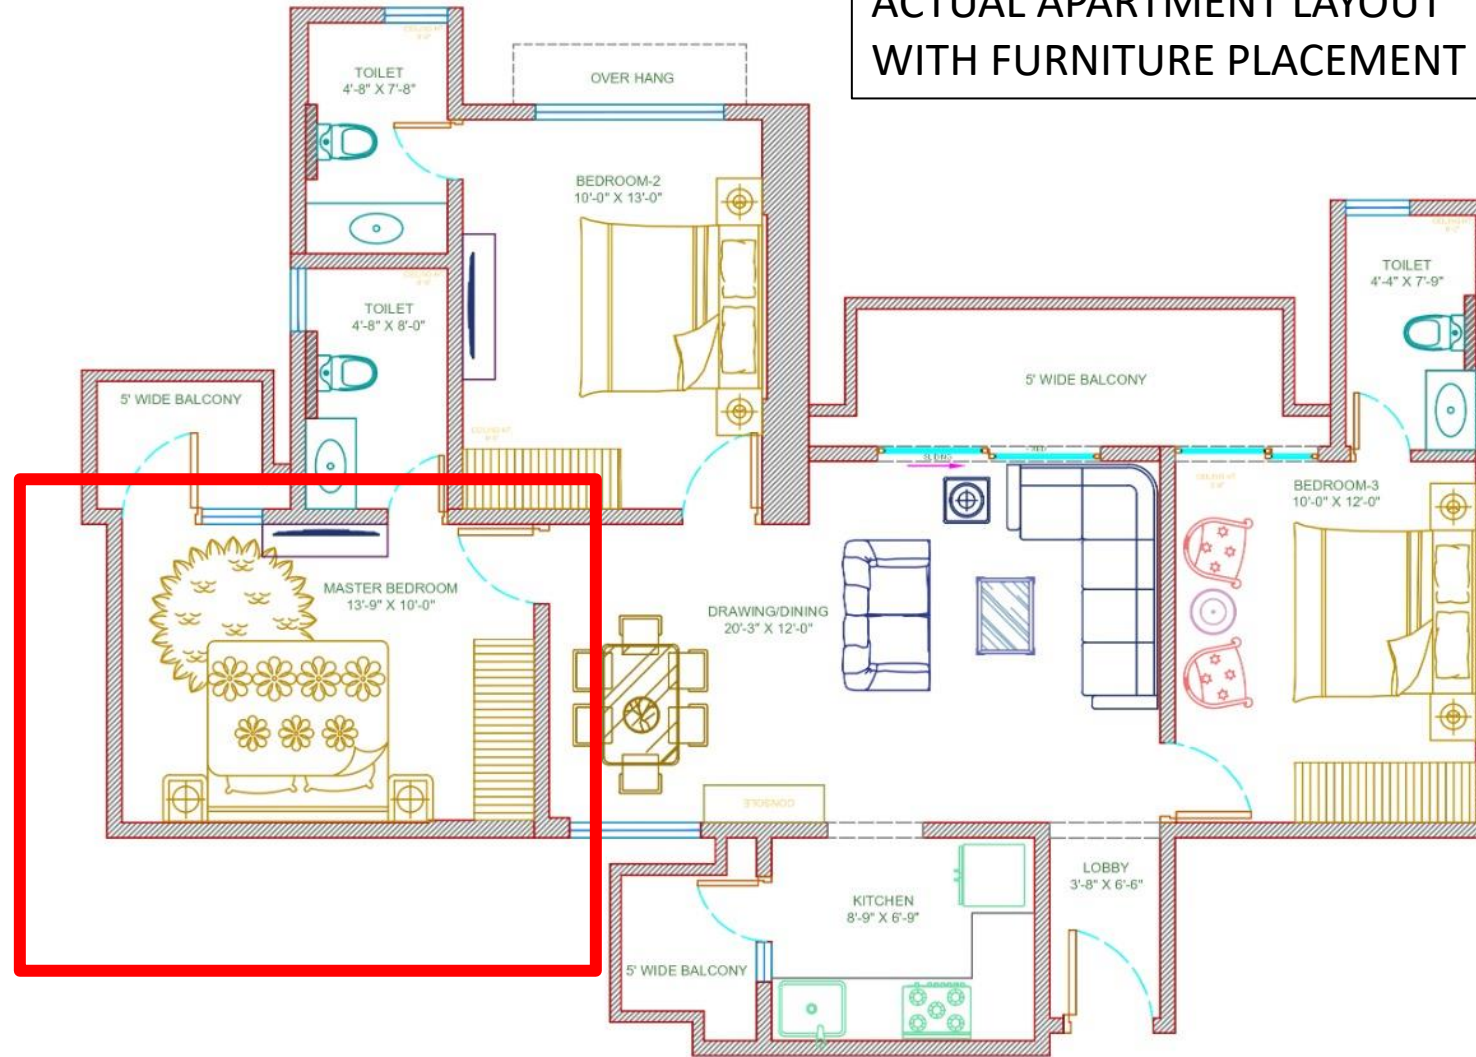 ACTUAL APARTMENT LAYOUT
WITH FURNITURE PLACEMENT
TOILET
4'-8" X 7'-8"
OVER HANG
BEDROOM-2
10'-0" X 13'-0"
TOILET
4'-4" X 7'-9"
TOILET
4'-8" X 8'-0"
5' WIDE BALCONY
5' WIDE BALCONY
SLIDING
BEDROOM-3
10'-0" X 12'-0"
MASTER BEDROOM
13'-9" X 10'-0"
DRAWING/DINING
20'-3" X 12'-0"
CONSOLE
LOBBY
3'-8" X 6'-6"
KITCHEN
8'-9" X 6'-9"
5' WIDE BALCONY